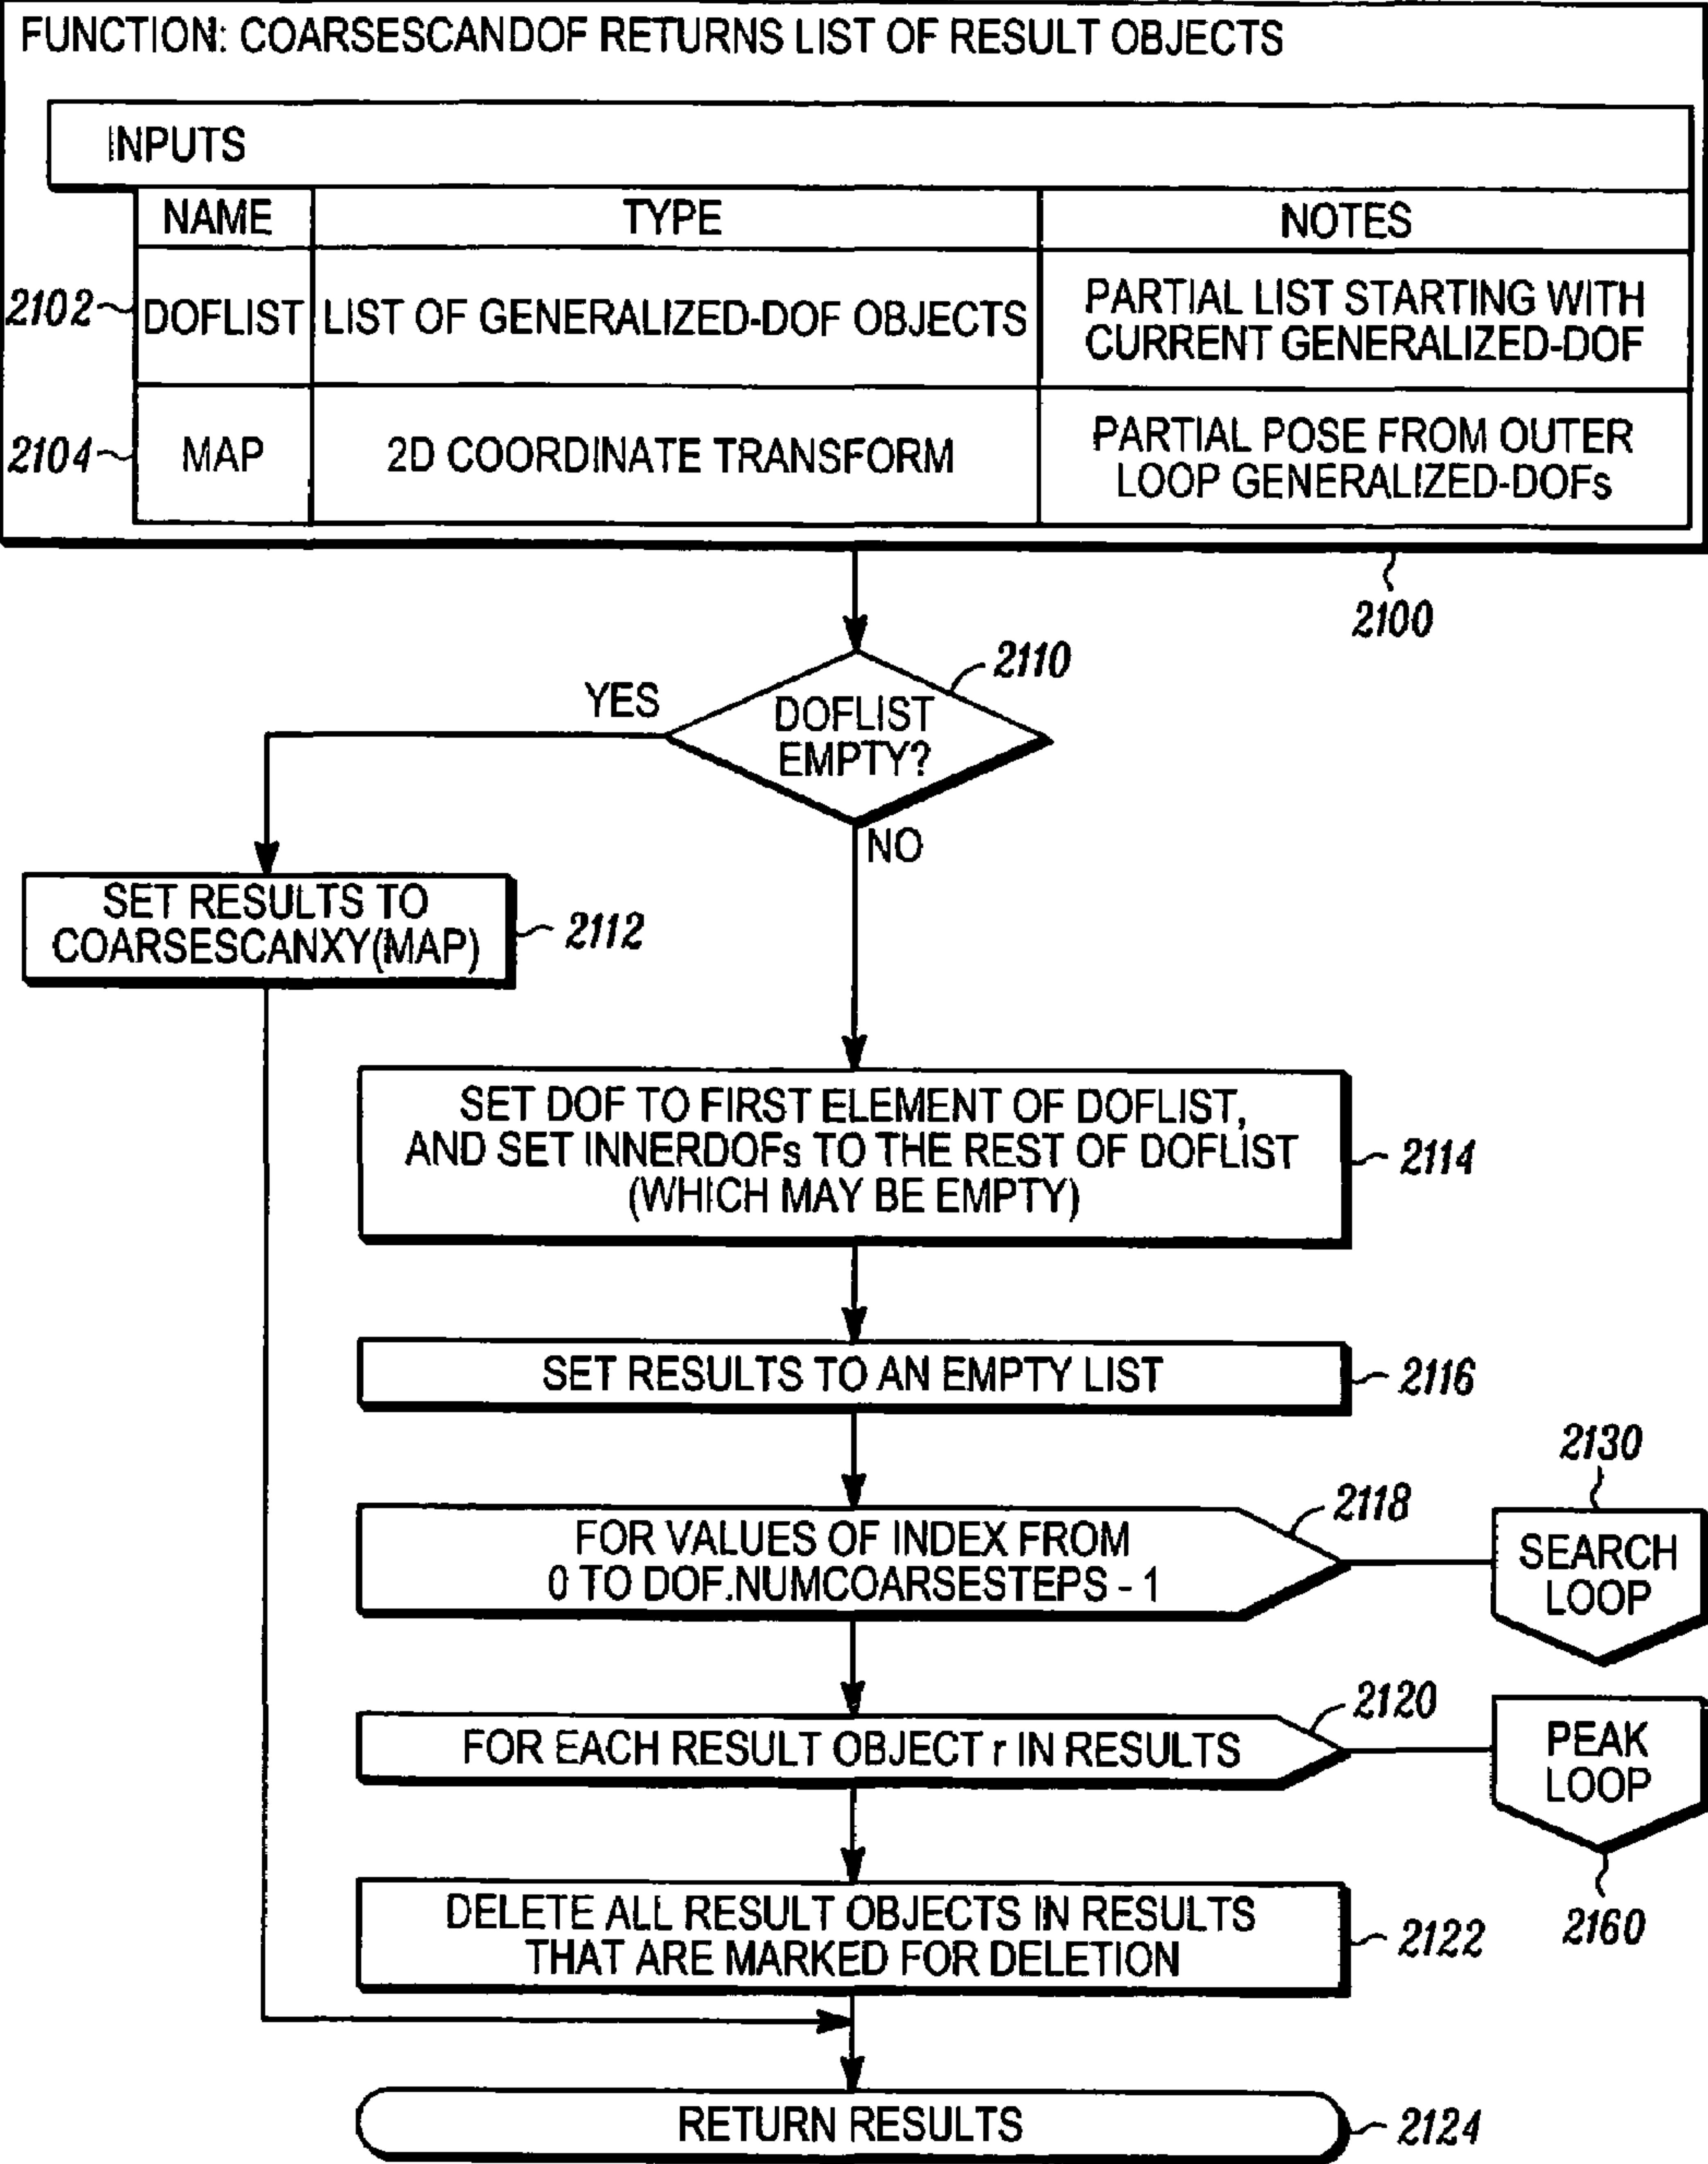 FUNCTION: COARSESCANDOF RETURNS LIST OF RESULT OBJECTS
INPUTS
NAME
TYPE
NOTES
2102
DOFLIST
LIST OF GENERALIZED-DOF OBJECTS
PARTIAL LIST STARTING WITH
CURRENT GENERALIZED-DOF
2104
MAP
2D COORDINATE TRANSFORM
PARTIAL POSE FROM OUTER
LOOP GENERALIZED-DOFs
2100
2110
DOFLIST
EMPTY?
YES
NO
SET RESULTS TO
COARSESCANXY(MAP)
2112
SET DOF TO FIRST ELEMENT OF DOFLIST,
AND SET INNERDOFs TO THE REST OF DOFLIST
(WHICH MAY BE EMPTY)
2114
SET RESULTS TO AN EMPTY LIST
2116
FOR VALUES OF INDEX FROM
0 TO DOF.NUMCOARSESTEPS - 1
2118
2130
SEARCH
LOOP
FOR EACH RESULT OBJECT r IN RESULTS
2120
PEAK
LOOP
2160
DELETE ALL RESULT OBJECTS IN RESULTS
THAT ARE MARKED FOR DELETION
2122
RETURN RESULTS
2124